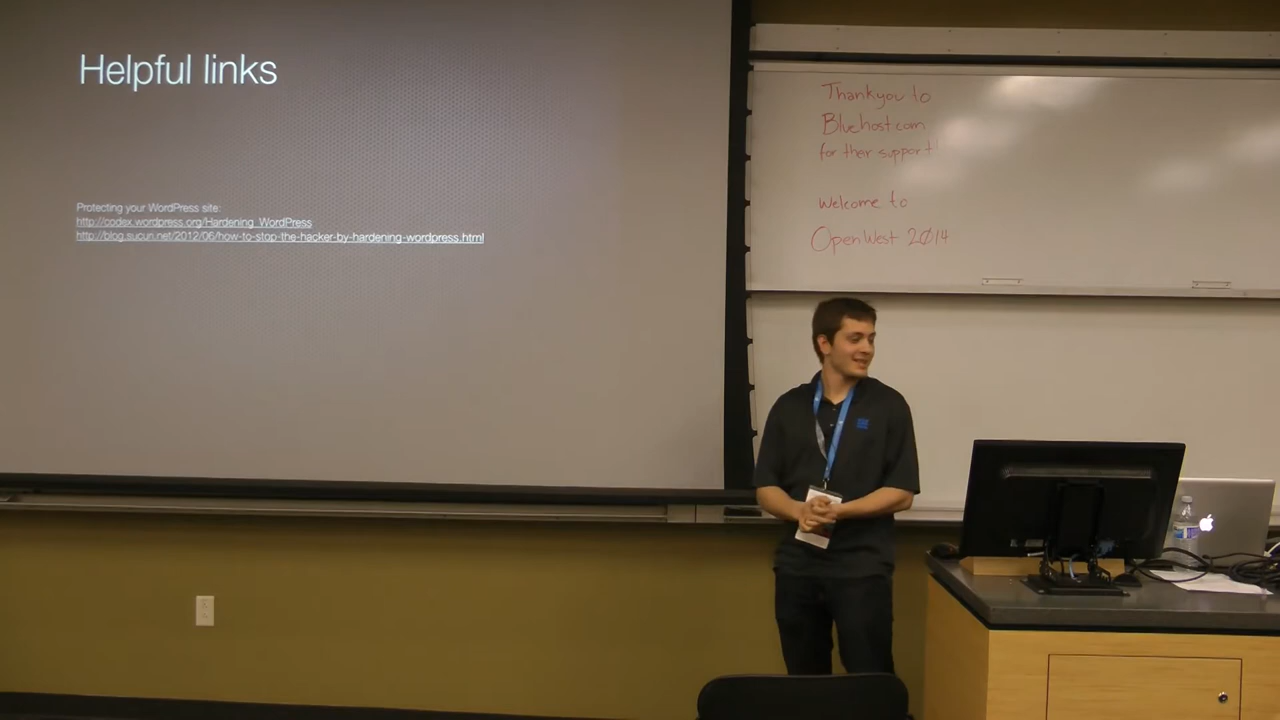 Helpful links
Protecting your WordPress site:
http://codex.wordpress.org/Hardening_WordPress
http://blog.sucuri.net/2012/06/how-to-stop-the-hacker-by-hardening-wordpress.html
Thankyou to
Bluehost.com
for their support!
Welcome to
OpenWest 2014